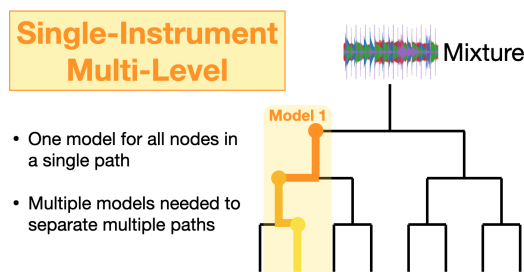 Single-Instrument
Multi-Level
Mixture
Model 1
• One model for all nodes in
a single path
• Multiple models needed to
separate multiple paths